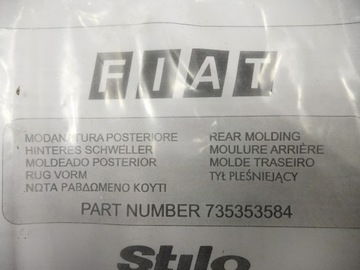 FIAT
MODANATURA POSTERIORE
HINTERES SCHWELLER
MOLDEADO POSTERIOR
RUG VORM
ΝΩΤΑ ΡΑΒΔΩΜΕΝΟ ΚΟΥΤΙ
REAR MOLDING
MOULURE ARRIÈRE
MOLDE TRASEIRO
TYŁ PLEŚNIEJĄCY
PART NUMBER 735353584
Stilo